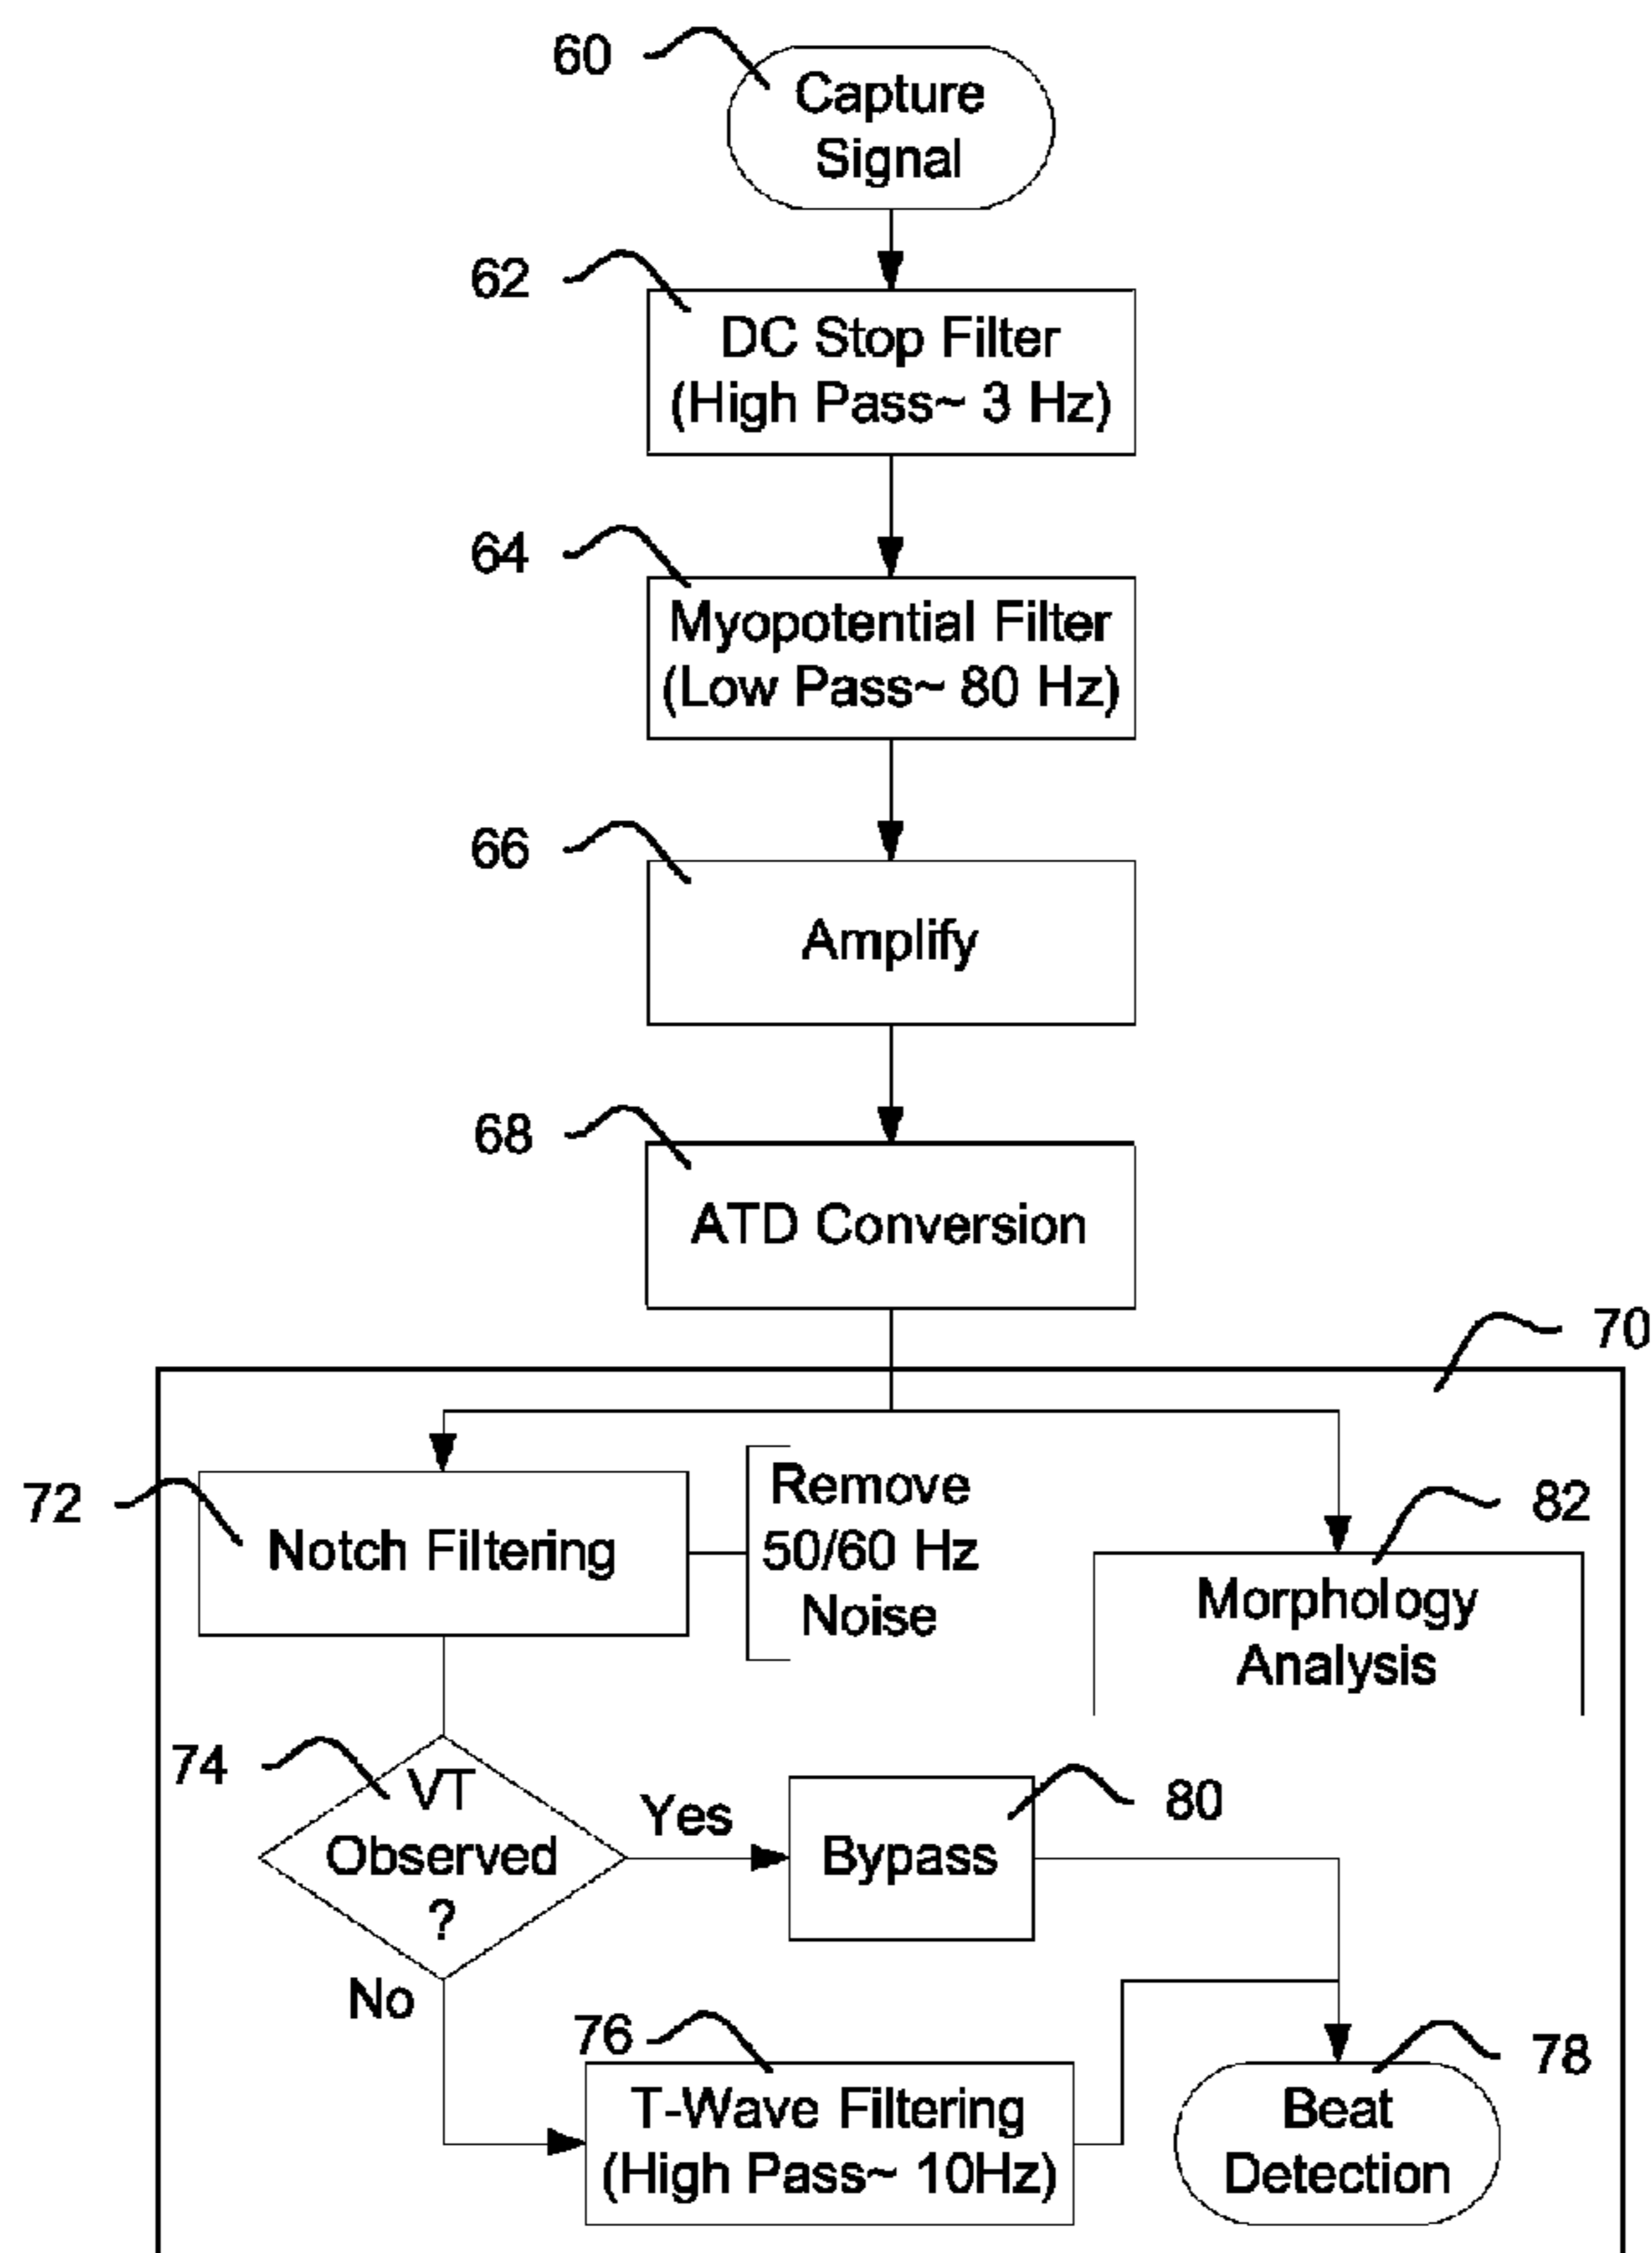 60
Capture
Signal
62
DC Stop Filter
(High Pass~ 3 Hz)
64
Myopotential Filter
(Low Pass~ 80 Hz)
66
Amplify
68
ATD Conversion
70
72
Notch Filtering
Remove
50/60 Hz
Noise
82
Morphology
Analysis
74
VT
Observed
?
Yes
80
Bypass
No
76
T-Wave Filtering
(High Pass~ 10Hz)
78
Beat
Detection